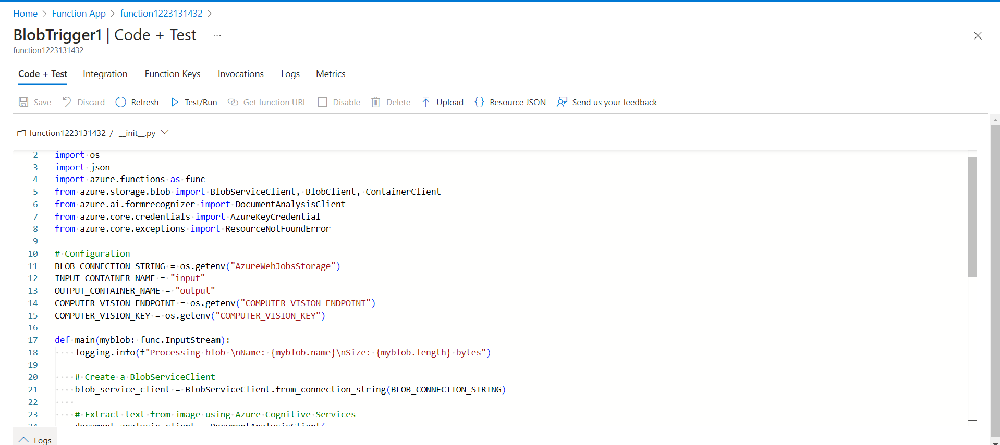 Home > Function App > function1223131432 >
BlobTrigger1 | Code + Test ...
function1223131432
Code + Test Integration Function Keys Invocations Logs Metrics
Save Discard Refresh Test/Run Get function URL Disable Delete Upload {} Resource JSON Send us your feedback
function1223131432 / __init__.py
2 import os
3 import json
4 import azure.functions as func
5 from azure.storage.blob import BlobServiceClient, BlobClient, ContainerClient
6 from azure.ai.formrecognizer import DocumentAnalysisClient
7 from azure.core.credentials import AzureKeyCredential
8 from azure.core.exceptions import ResourceNotFoundError
9
10 # Configuration
11 BLOB_CONNECTION_STRING = os.getenv("AzureWebJobsStorage")
12 INPUT_CONTAINER_NAME = "input"
13 OUTPUT_CONTAINER_NAME = "output"
14 COMPUTER_VISION_ENDPOINT = os.getenv("COMPUTER_VISION_ENDPOINT")
15 COMPUTER_VISION_KEY = os.getenv("COMPUTER_VISION_KEY")
16
17 def main(myblob: func.InputStream):
18     logging.info(f"Processing blob \nName: {myblob.name}\nSize: {myblob.length} bytes")
19
20     # Create a BlobServiceClient
21     blob_service_client = BlobServiceClient.from_connection_string(BLOB_CONNECTION_STRING)
22
23     # Extract text from image using Azure Cognitive Services
24     document_analysis_client = DocumentAnalysisClient(
Logs